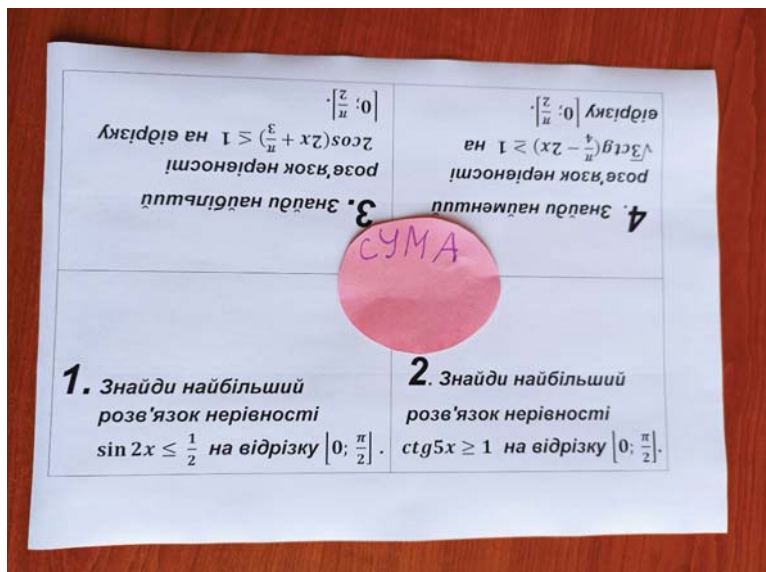 СУМА
1. Знайди найбільший
розв'язок нерівності
sin 2x ≤ 1/2 на відрізку [0; π/2].
2. Знайди найбільший
розв'язок нерівності
ctg5x ≥ 1 на відрізку [0; π/2].
3. Знайди найбільший
розв'язок нерівності
2cos(2x + π/3) ≤ 1 на відрізку
[0; π/2].
4. Знайди найменший
розв'язок нерівності
√3ctg(π/4 − 2x) ≥ 1 на
відрізку [0; π/2].